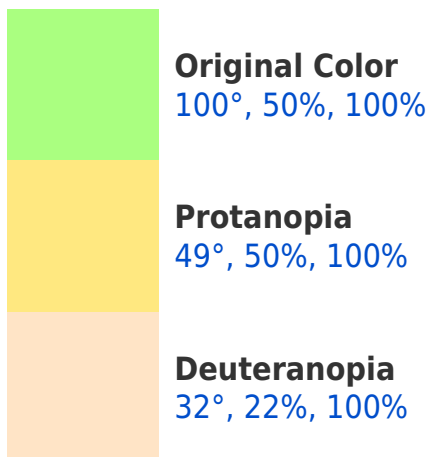 Original Color
100°, 50%, 100%
Protanopia
49°, 50%, 100%
Deuteranopia
32°, 22%, 100%